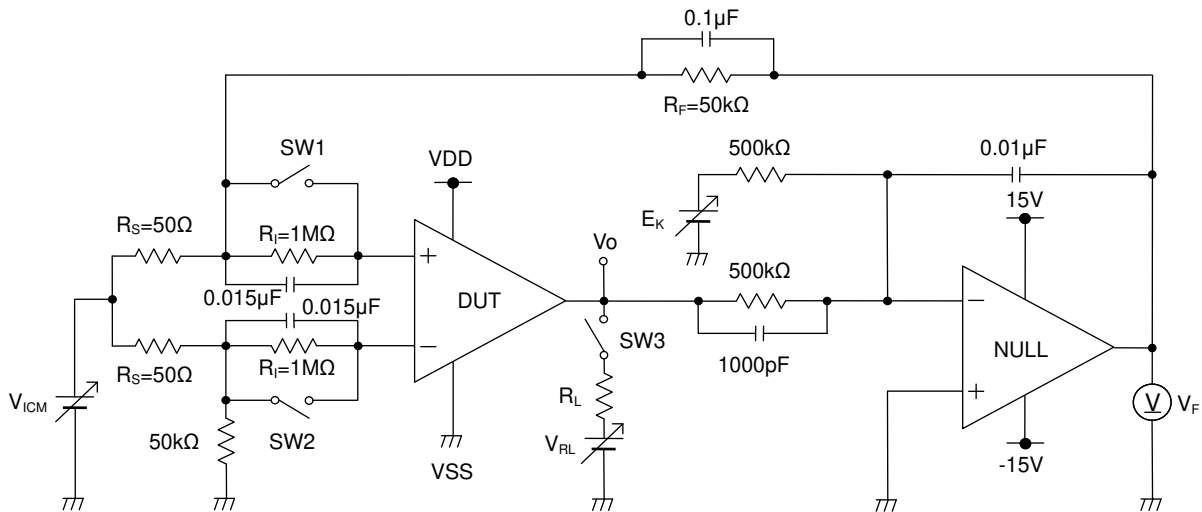 0.1µF
RF=50kΩ
SW1
VDD
500kΩ
0.01µF
15V
RS=50Ω
RI=1MΩ
EK
Vo
+
0.015µF
0.015µF
DUT
500kΩ
−
SW3
−
NULL
RS=50Ω
RI=1MΩ
1000pF
VICM
RL
+
V
VF
50kΩ
SW2
VRL
VSS
-15V